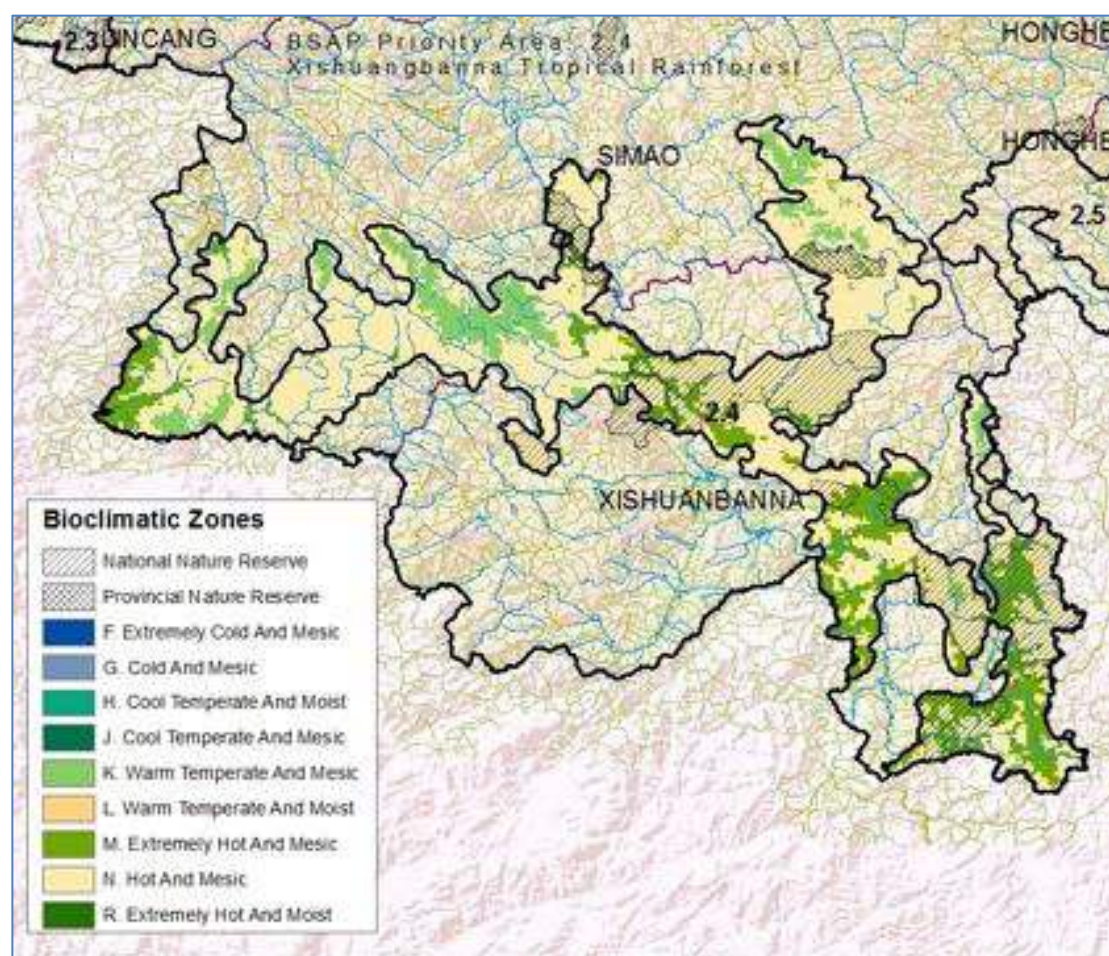 2.3
LINCANG
BSAP Priority Area: 2.4
Xishuangbanna Tropical Rainforest
HONGHE
SIMAO
HONGHE
2.5
2.4
XISHUANBANNA
Bioclimatic Zones
National Nature Reserve
Provincial Nature Reserve
F. Extremely Cold And Mesic
G. Cold And Mesic
H. Cool Temperate And Moist
J. Cool Temperate And Mesic
K. Warm Temperate And Mesic
L. Warm Temperate And Moist
M. Extremely Hot And Mesic
N. Hot And Mesic
R. Extremely Hot And Moist